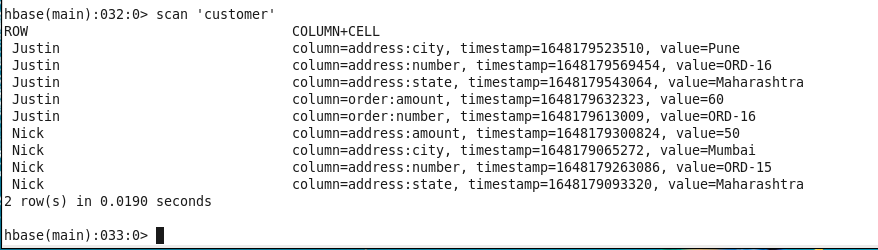 hbase(main):032:0> scan 'customer'
ROW COLUMN+CELL
Justin column=address:city, timestamp=1648179523510, value=Pune
Justin column=address:number, timestamp=1648179569454, value=ORD-16
Justin column=address:state, timestamp=1648179543064, value=Maharashtra
Justin column=order:amount, timestamp=1648179632323, value=60
Justin column=order:number, timestamp=1648179613009, value=ORD-16
Nick column=address:amount, timestamp=1648179300824, value=50
Nick column=address:city, timestamp=1648179065272, value=Mumbai
Nick column=address:number, timestamp=1648179263086, value=ORD-15
Nick column=address:state, timestamp=1648179093320, value=Maharashtra
2 row(s) in 0.0190 seconds
hbase(main):033:0>